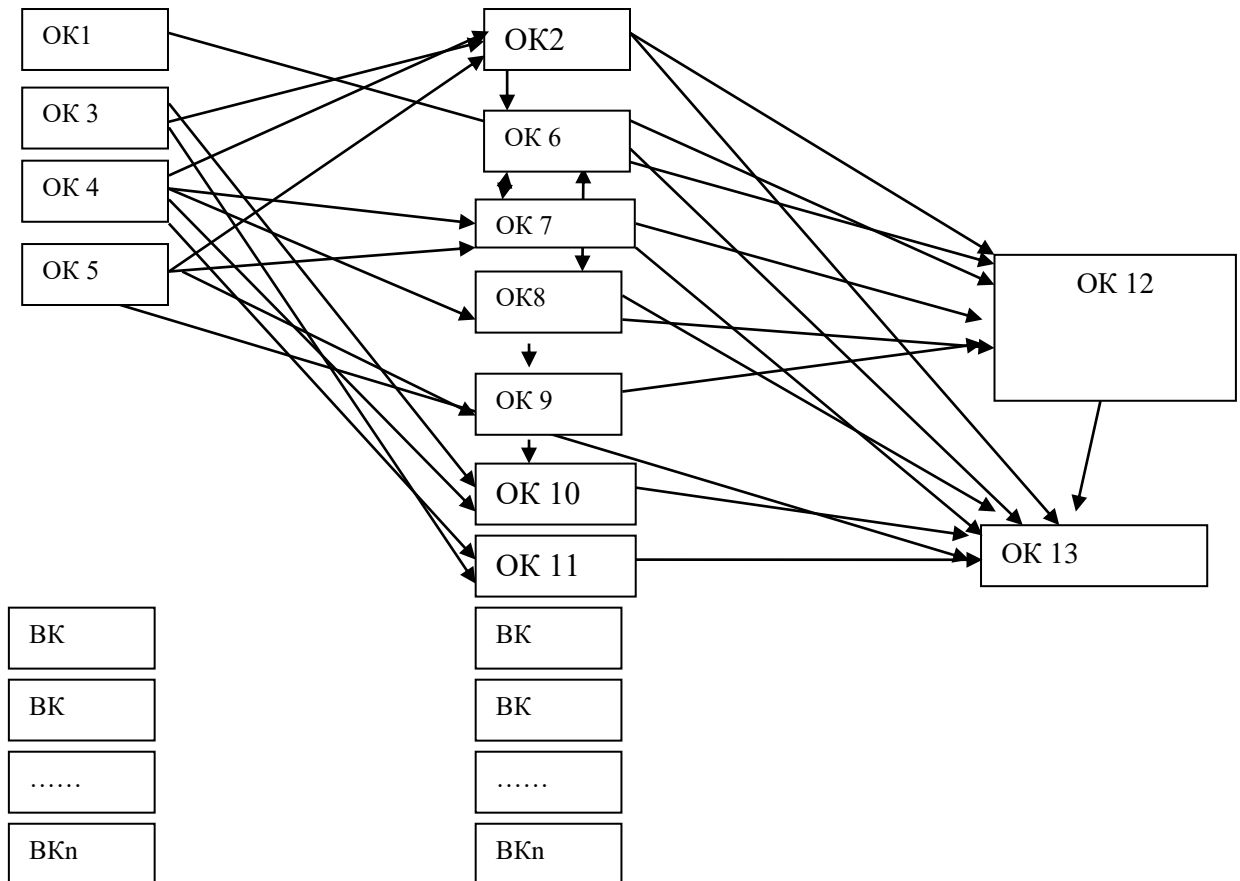 ОК1
ОК 3
ОК 4
ОК 5
ОК2
ОК 6
ОК 7
ОК8
ОК 9
ОК 10
ОК 11
ОК 12
ОК 13
ВК
ВК
……
ВКn
ВК
ВК
……
ВКn